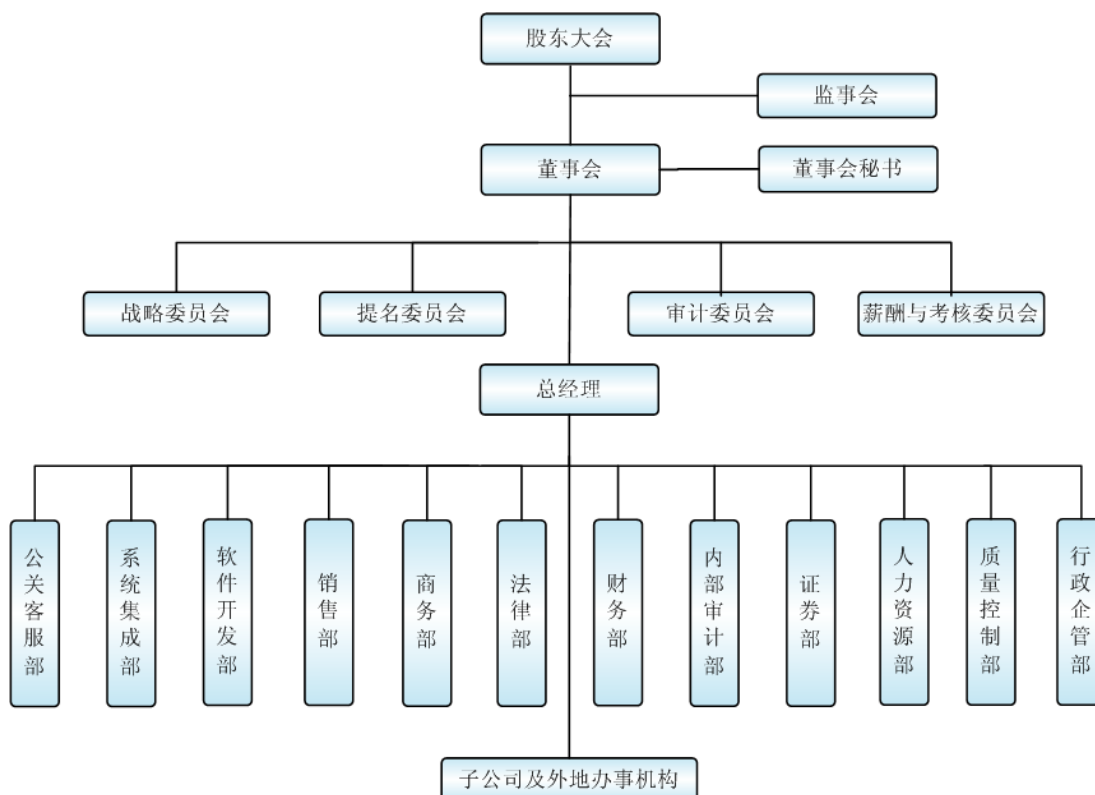 股东大会
监事会
董事会
董事会秘书
战略委员会
提名委员会
审计委员会
薪酬与考核委员会
总经理
公关客服部
系统集成部
软件开发部
销售部
商务部
法律部
财务部
内部审计部
证券部
人力资源部
质量控制部
行政企管部
子公司及外地办事机构